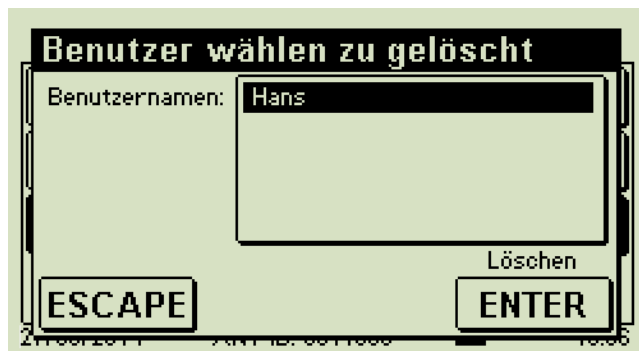 Benutzer wählen zu gelöscht
Benutzernamen:
Hans
Löschen
ESCAPE
ENTER